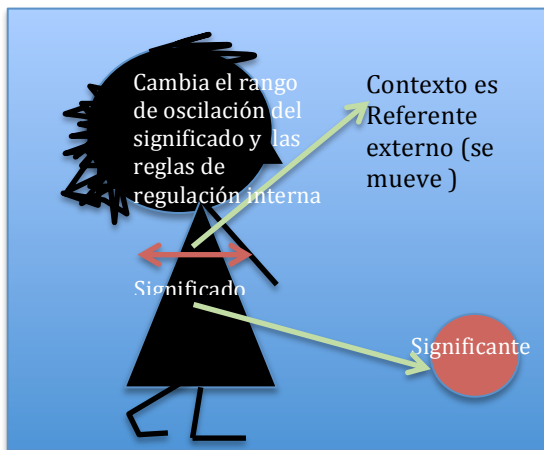 Cambia el rango
de oscilación del
significado y las
reglas de
regulación interna
Contexto es
Referente
externo (se
mueve )
Significado
Significante